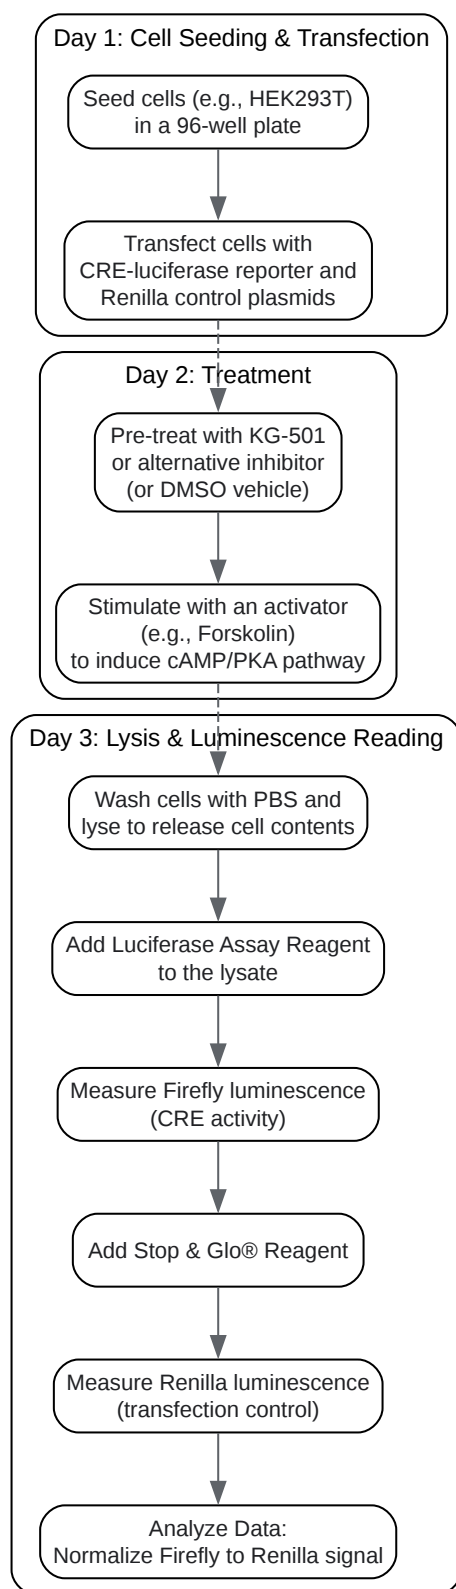 Day 1: Cell Seeding & Transfection
Seed cells (e.g., HEK293T)
in a 96-well plate
Transfect cells with
CRE-luciferase reporter and
Renilla control plasmids
Day 2: Treatment
Pre-treat with KG-501
or alternative inhibitor
(or DMSO vehicle)
Stimulate with an activator
(e.g., Forskolin)
to induce cAMP/PKA pathway
Day 3: Lysis & Luminescence Reading
Wash cells with PBS and
lyse to release cell contents
Add Luciferase Assay Reagent
to the lysate
Measure Firefly luminescence
(CRE activity)
Add Stop & Glo® Reagent
Measure Renilla luminescence
(transfection control)
Analyze Data:
Normalize Firefly to Renilla signal